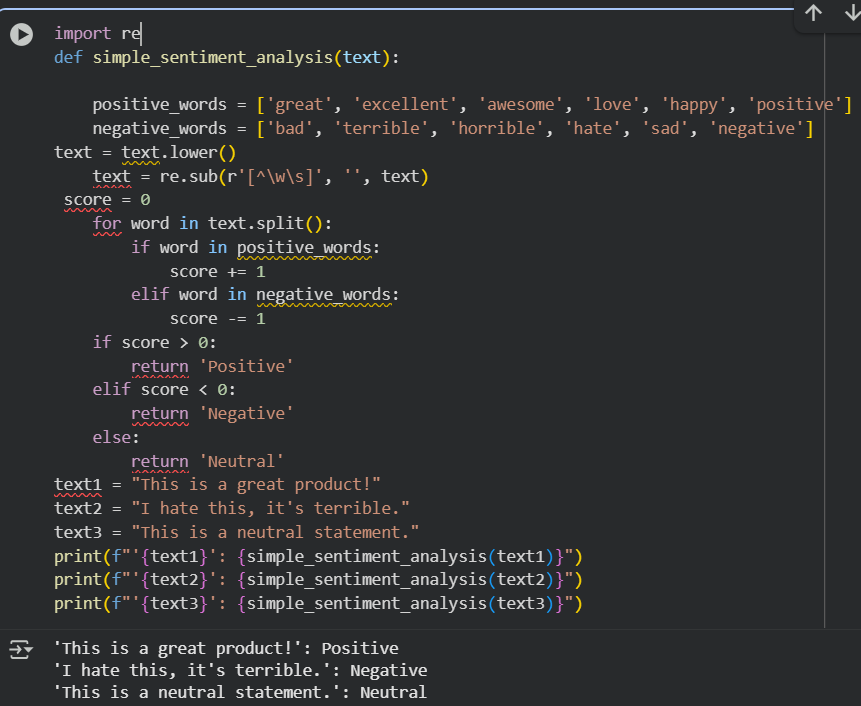 import re
def simple_sentiment_analysis(text):
    positive_words = ['great', 'excellent', 'awesome', 'love', 'happy', 'positive']
    negative_words = ['bad', 'terrible', 'horrible', 'hate', 'sad', 'negative']
text = text.lower()
    text = re.sub(r'[^\w\s]', '', text)
 score = 0
    for word in text.split():
        if word in positive_words:
            score += 1
        elif word in negative_words:
            score -= 1
    if score > 0:
        return 'Positive'
    elif score < 0:
        return 'Negative'
    else:
        return 'Neutral'
text1 = "This is a great product!"
text2 = "I hate this, it's terrible."
text3 = "This is a neutral statement."
print(f"'{text1}': {simple_sentiment_analysis(text1)}")
print(f"'{text2}': {simple_sentiment_analysis(text2)}")
print(f"'{text3}': {simple_sentiment_analysis(text3)}")
'This is a great product!': Positive
'I hate this, it's terrible.': Negative
'This is a neutral statement.': Neutral